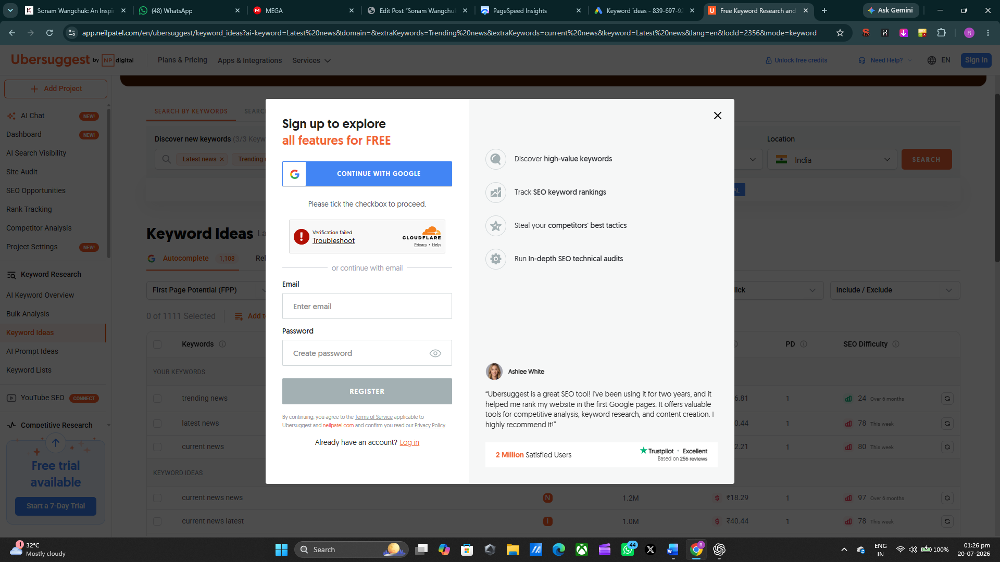 Sonam Wangchuk: An Inspi
(48) WhatsApp
MEGA
Edit Post "Sonam Wangchuk
PageSpeed Insights
Keyword ideas - 839-697-92
Free Keyword Research and
Ask Gemini
app.neilpatel.com/en/ubersuggest/keyword_ideas?ai-keyword=Latest%20news&domain=&extraKeywords=Trending%20news&extraKeywords=current%20news&keyword=Latest%20news&lang=en&locId=2356&mode=keyword
R
Ubersuggest by NP digital
Plans & Pricing
Apps & Integrations
Services
Unlock free credits
Need Help?
EN
Sign In
Add Project
AI Chat NEW!
Dashboard NEW!
AI Search Visibility
Site Audit
SEO Opportunities
Rank Tracking
Competitor Analysis
Project Settings NEW!
Keyword Research
AI Keyword Overview
Bulk Analysis
Keyword Ideas
AI Prompt Ideas
Keyword Lists
YouTube SEO CONNECT
Competitive Research
Free trial
available
Start a 7-Day Trial
SEARCH BY KEYWORDS
SEARC
Discover new keywords (3/3 Keyw
Latest news
Trending
Location
India
SEARCH
AL
Keyword Ideas La
Autocomplete 1,108
Rel
First Page Potential (FPP)
lick
Include / Exclude
0 of 1111 Selected
Add t
Keywords
PD
SEO Difficulty
YOUR KEYWORDS
trending news
6.81 1 24 Over 6 months
latest news
0.44 1 78 This week
current news
2.21 1 80 This week
KEYWORD IDEAS
current news news N 1.2M $ ₹18.29 1 97 Over 6 months
current news latest I 1.0M $ ₹40.44 1 78 This week
Sign up to explore
all features for FREE
CONTINUE WITH GOOGLE
Please tick the checkbox to proceed.
Verification failed
Troubleshoot
CLOUDFLARE
Privacy • Help
or continue with email
Email
Enter email
Password
Create password
REGISTER
By continuing, you agree to the Terms of Service applicable to
Ubersuggest and neilpatel.com and confirm you read our Privacy Policy.
Already have an account? Log in
Discover high-value keywords
Track SEO keyword rankings
Steal your competitors' best tactics
Run In-depth SEO technical audits
Ashlee White
“Ubersuggest is a great SEO tool! I've been using it for two years, and it
helped me rank my website in the first Google pages. It offers valuable
tools for competitive analysis, keyword research, and content creation. I
highly recommend it!”
2 Million Satisfied Users
Trustpilot • Excellent
Based on 256 reviews
1
32°C
Mostly cloudy
Search
44
ENG
IN
100%
01:26 pm
20-07-2026